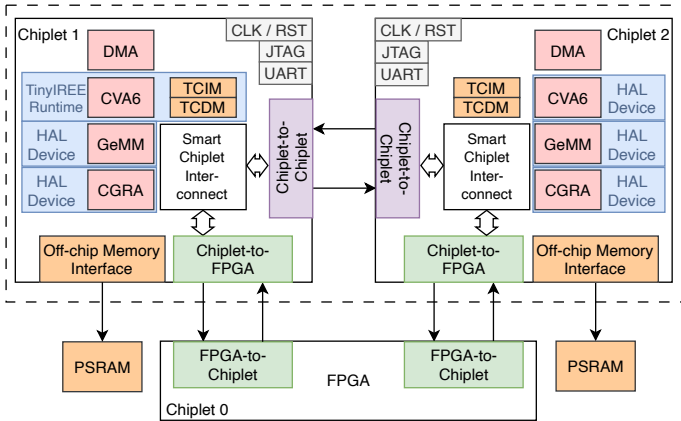 Chiplet 1
CLK / RST
JTAG
UART
DMA
TinyIREE
Runtime
CVA6
TCIM
TCDM
HAL
Device
GeMM
HAL
Device
CGRA
Smart
Chiplet
Inter-
connect
Chiplet-to-
Chiplet
Off-chip Memory
Interface
Chiplet-to-
FPGA
CLK / RST
JTAG
UART
Chiplet 2
DMA
TCIM
TCDM
CVA6
HAL
Device
GeMM
HAL
Device
CGRA
HAL
Device
Chiplet-to-
Chiplet
Smart
Chiplet
Inter-
connect
Chiplet-to-
FPGA
Off-chip Memory
Interface
PSRAM
FPGA-to-
Chiplet
FPGA
FPGA-to-
Chiplet
PSRAM
Chiplet 0